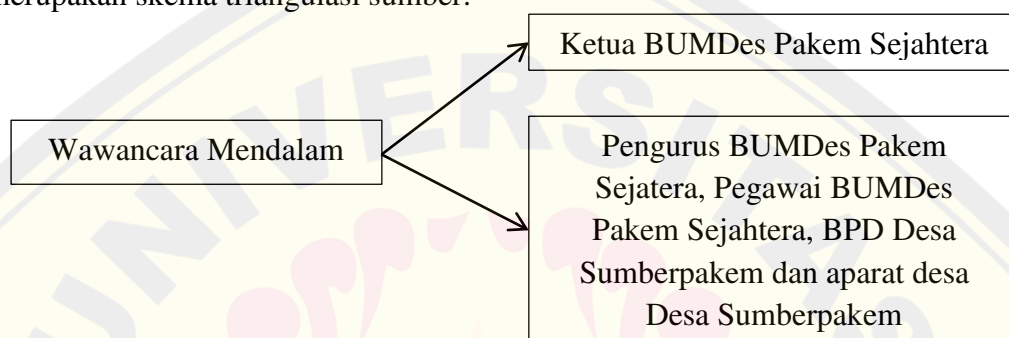 merupakan skema triangulasi sumber.
Ketua BUMDes Pakem Sejahtera
Wawancara Mendalam
Pengurus BUMDes Pakem
Sejatera, Pegawai BUMDes
Pakem Sejahtera, BPD Desa
Sumberpakem dan aparat desa
Desa Sumberpakem
UNIVERSITAS